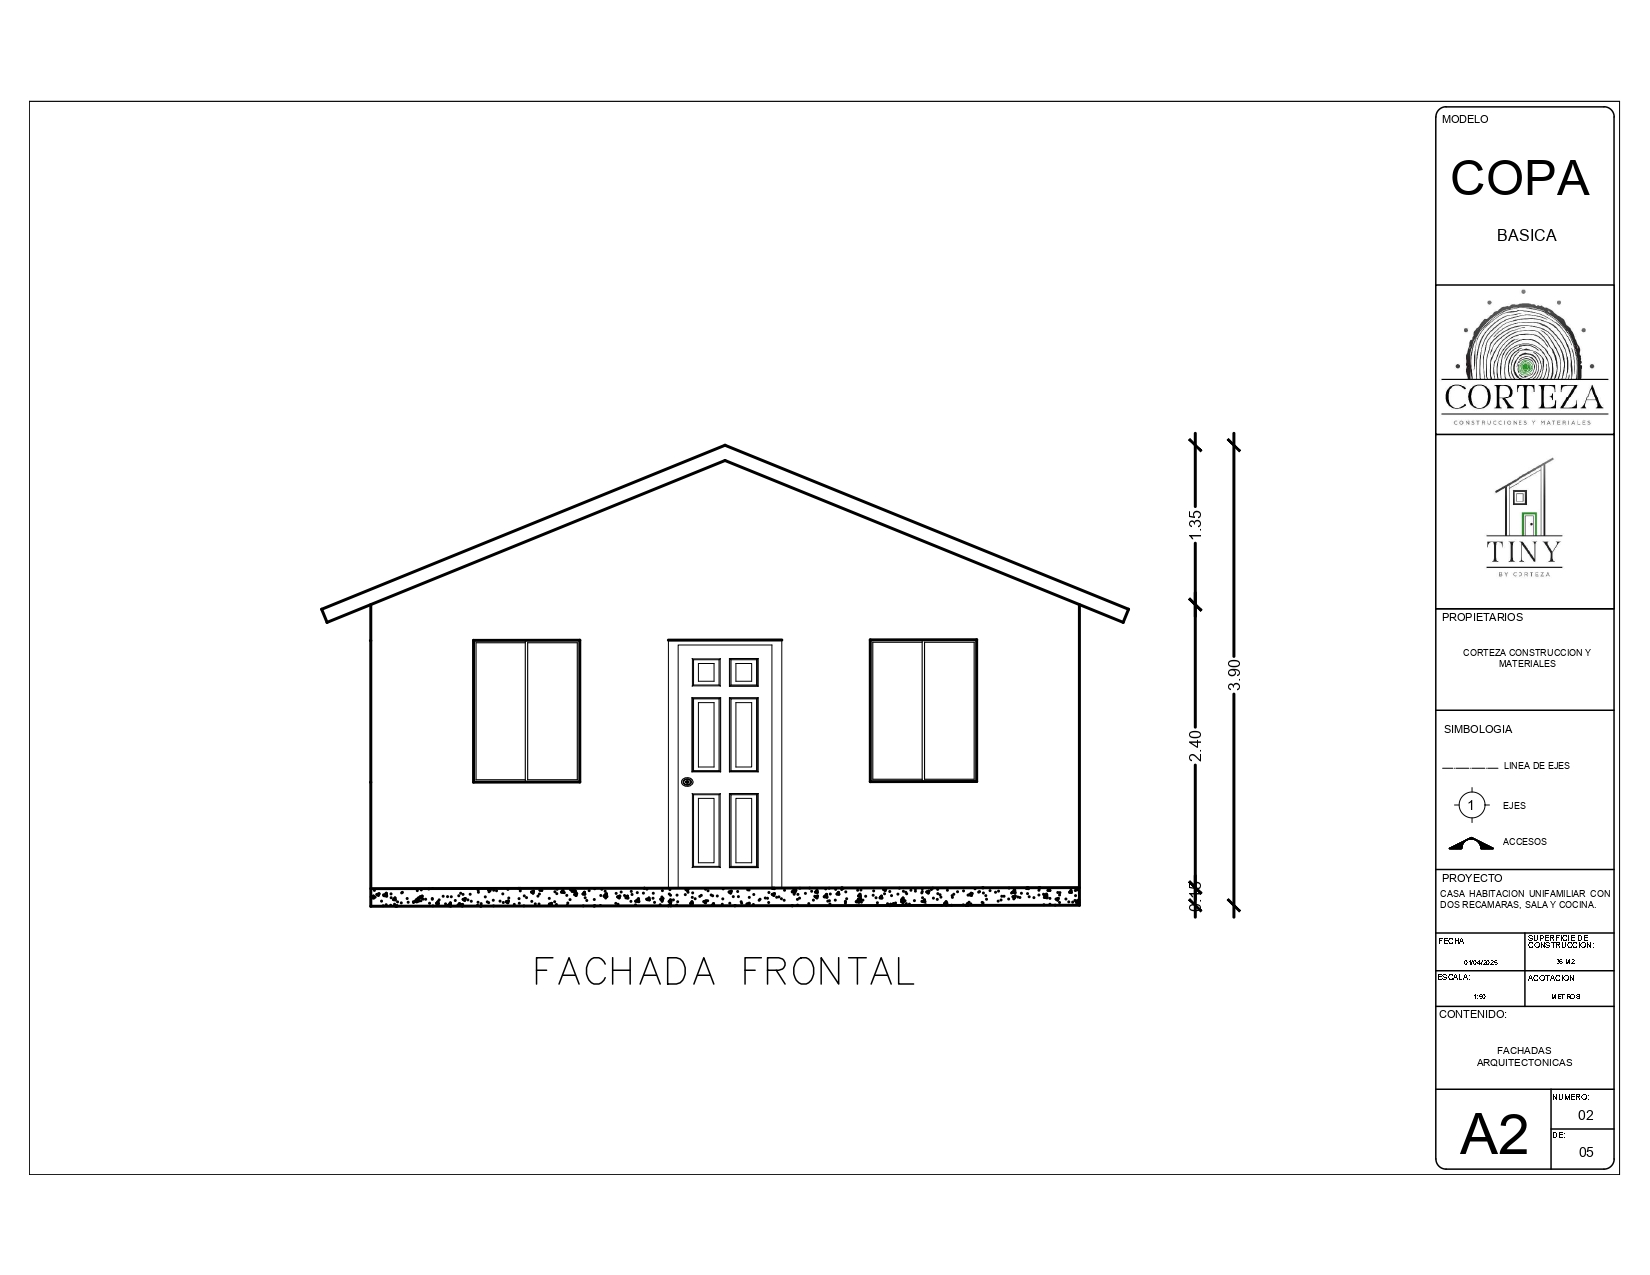 1.35
3.90
2.40
0.15
FACHADA FRONTAL
MODELO
COPA
BASICA
CORTEZA
CONSTRUCCIONES Y MATERIALES
TINY
BY CORTEZA
PROPIETARIOS
CORTEZA CONSTRUCCION Y
MATERIALES
SIMBOLOGIA
LINEA DE EJES
1 EJES
ACCESOS
PROYECTO
CASA HABITACION UNIFAMILIAR CON
DOS RECAMARAS, SALA Y COCINA.
FECHA
01/04/2025
SUPERFICIE DE
CONSTRUCCION:
36 M2
ESCALA:
1:50
ACOTACION
METROS
CONTENIDO:
FACHADAS
ARQUITECTONICAS
A2
NUMERO:
02
DE:
05